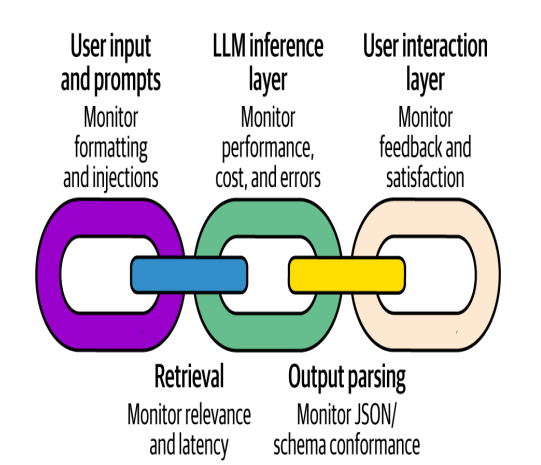 User input
and prompts
Monitor
formatting
and injections
LLM inference
layer
Monitor
performance,
cost, and errors
User interaction
layer
Monitor
feedback and
satisfaction
Retrieval
Monitor relevance
and latency
Output parsing
Monitor JSON/
schema conformance